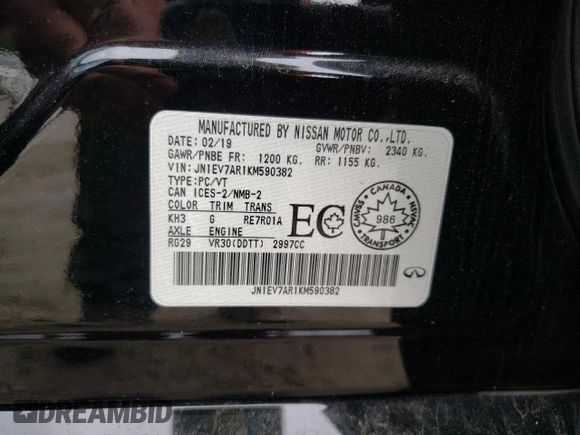 MANUFACTURED BY NISSAN MOTOR CO.,LTD.
DATE: 02/19 GVWR/PNBV: 2340 KG.
GAWR/PNBE FR: 1200 KG. RR: 1155 KG.
VIN: JN1EV7AR1KM590382
TYPE: PC/VT
CAN ICES-2/NMB-2
COLOR TRIM TRANS
KH3 G RE7R01A
AXLE ENGINE
RG29 VR30(DDTT) 2997CC
EC
CANADA
CMVSS NSVAC
986
TRANSPORT
JN1EV7AR1KM590382
DREAMBID